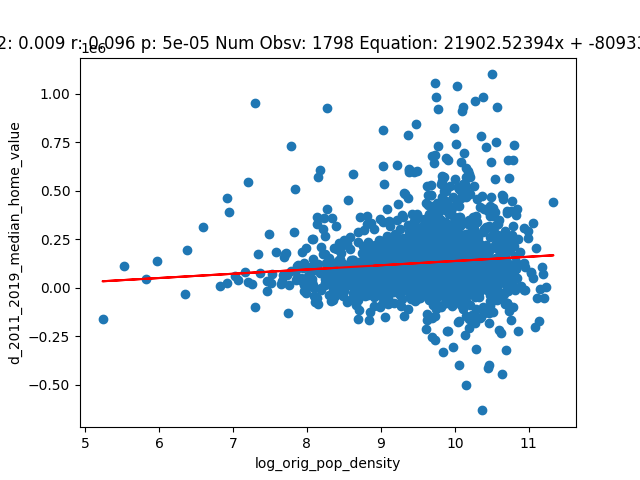 2: 0.009 r: 0.096 p: 5e-05 Num Obsv: 1798 Equation: 21902.52394x + -8093
1e6
1.00
0.75
0.50
0.25
0.00
−0.25
−0.50
d_2011_2019_median_home_value
5 6 7 8 9 10 11
log_orig_pop_density